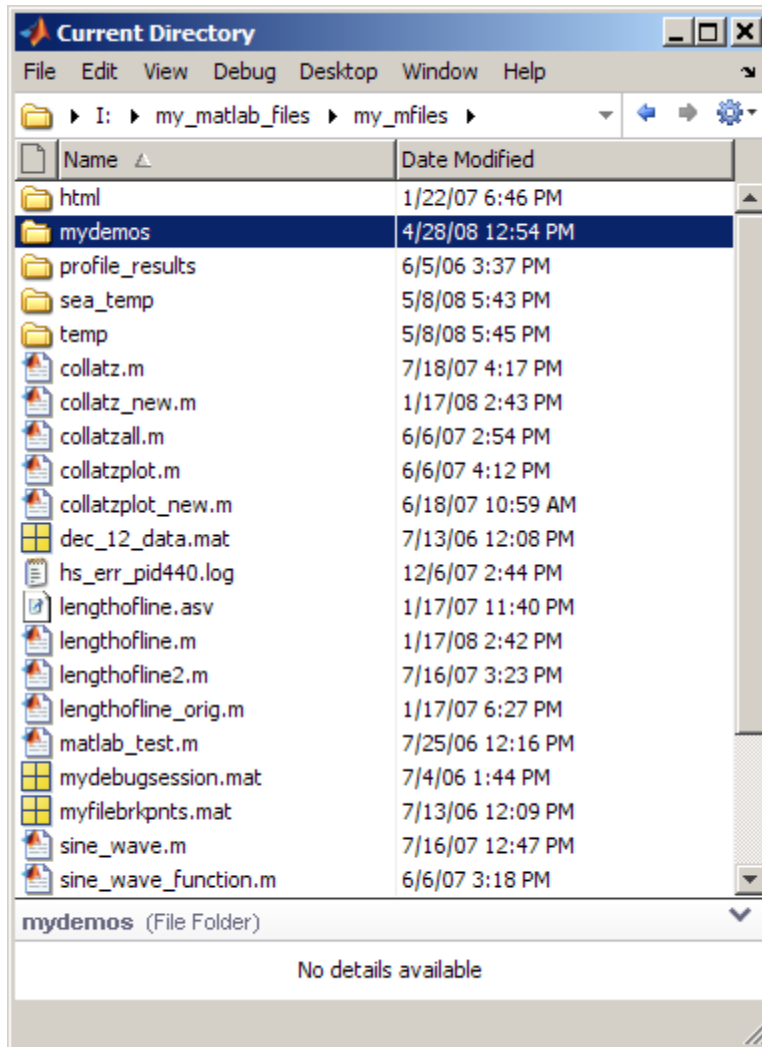 Current Directory
File Edit View Debug Desktop Window Help
I: my_matlab_files my_mfiles
Name Date Modified
html 1/22/07 6:46 PM
mydemos 4/28/08 12:54 PM
profile_results 6/5/06 3:37 PM
sea_temp 5/8/08 5:43 PM
temp 5/8/08 5:45 PM
collatz.m 7/18/07 4:17 PM
collatz_new.m 1/17/08 2:43 PM
collatzall.m 6/6/07 2:54 PM
collatzplot.m 6/6/07 4:12 PM
collatzplot_new.m 6/18/07 10:59 AM
dec_12_data.mat 7/13/06 12:08 PM
hs_err_pid440.log 12/6/07 2:44 PM
lengthofline.asv 1/17/07 11:40 PM
lengthofline.m 1/17/08 2:42 PM
lengthofline2.m 7/16/07 3:23 PM
lengthofline_orig.m 1/17/07 6:27 PM
matlab_test.m 7/25/06 12:16 PM
mydebugsession.mat 7/4/06 1:44 PM
myfilebrkpnts.mat 7/13/06 12:09 PM
sine_wave.m 7/16/07 12:47 PM
sine_wave_function.m 6/6/07 3:18 PM
mydemos (File Folder)
No details available